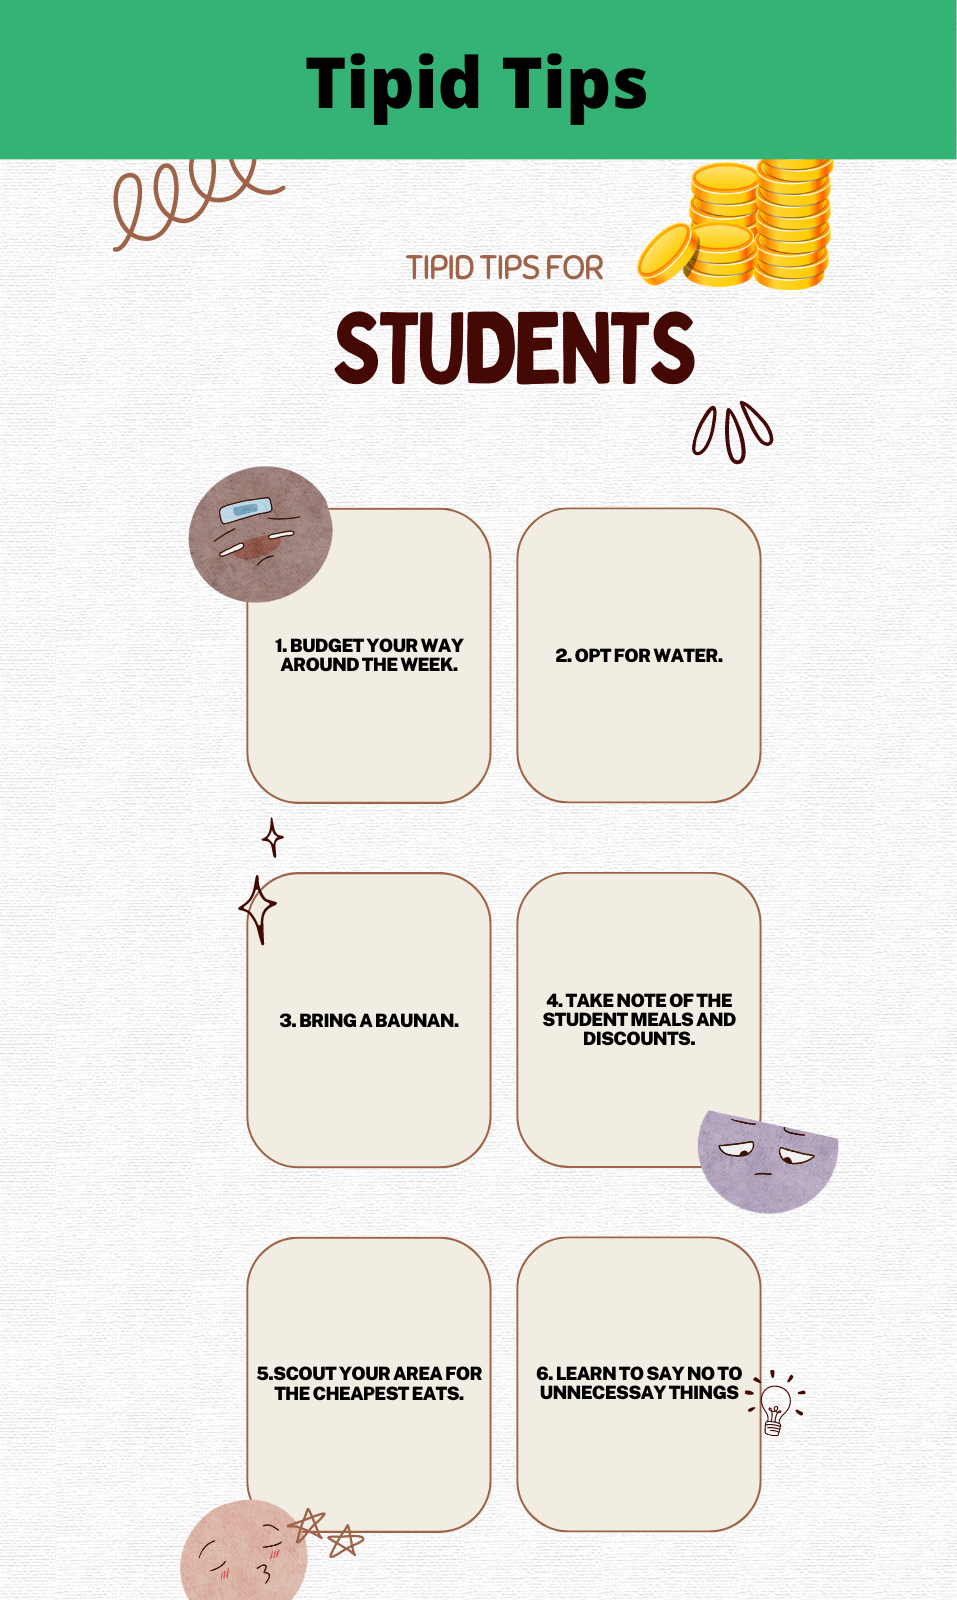 Tipid Tips
TIPID TIPS FOR
STUDENTS
1. BUDGET YOUR WAY
AROUND THE WEEK.
2. OPT FOR WATER.
3. BRING A BAUNAN.
4. TAKE NOTE OF THE
STUDENT MEALS AND
DISCOUNTS.
5.SCOUT YOUR AREA FOR
THE CHEAPEST EATS.
6. LEARN TO SAY NO TO
UNNECESSAY THINGS